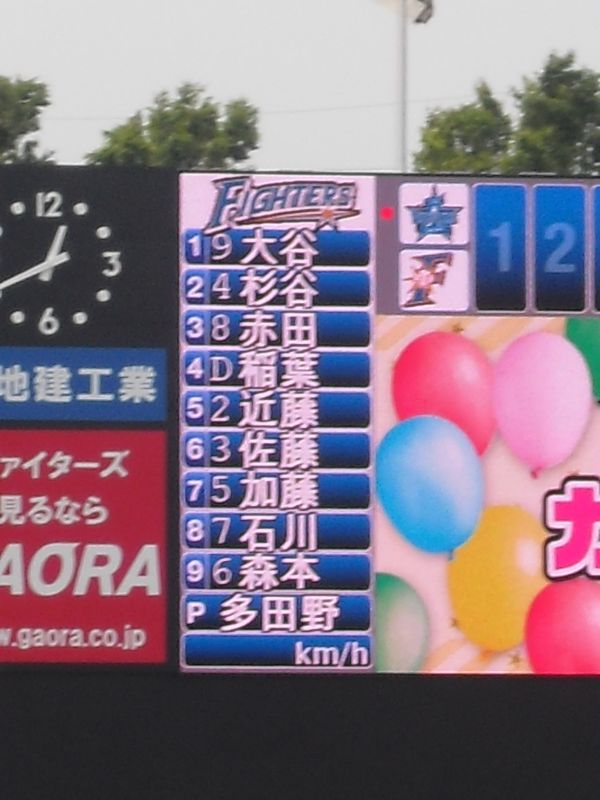 12
3
6
地建工業
ァイターズ
見るなら
AORA
w.gaora.co.jp
FIGHTERS
1 9 大谷
2 4 杉谷
3 8 赤田
4 D 稲葉
5 2 近藤
6 3 佐藤
7 5 加藤
8 7 石川
9 6 森本
P 多田野
km/h
1 2
カ